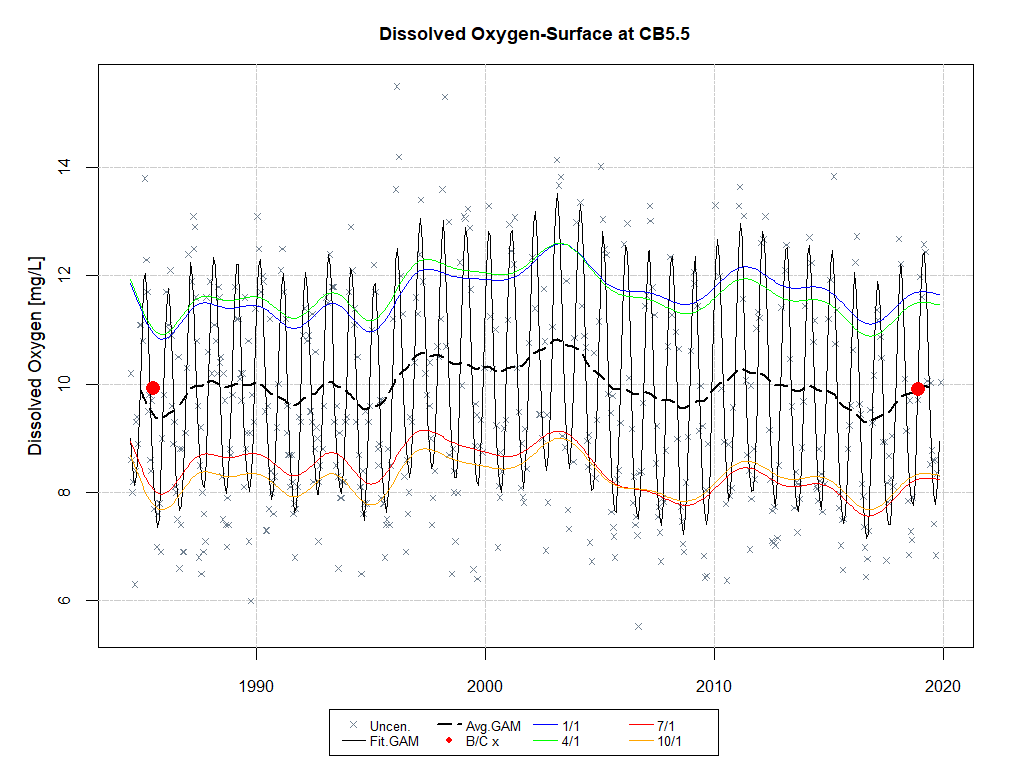 Dissolved Oxygen-Surface at CB5.5
Dissolved Oxygen [mg/L]
14
12
10
8
6
1990 2000 2010 2020
Uncen. Avg.GAM 1/1 7/1
Fit.GAM B/C x 4/1 10/1